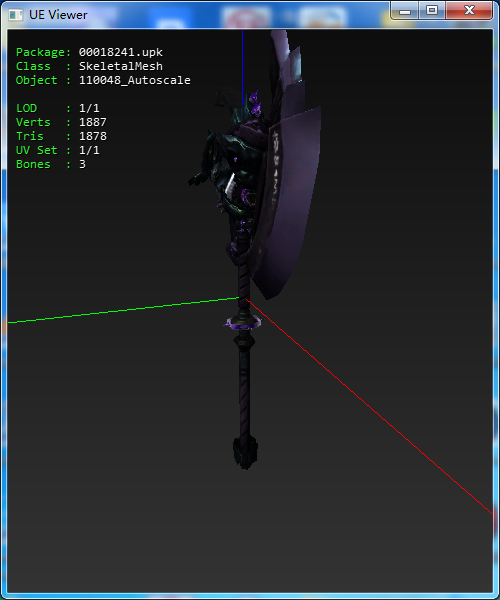 UE Viewer
Package: 00018241.upk
Class  : SkeletalMesh
Object : 110048_Autoscale
LOD    : 1/1
Verts  : 1887
Tris   : 1878
UV Set : 1/1
Bones  : 3